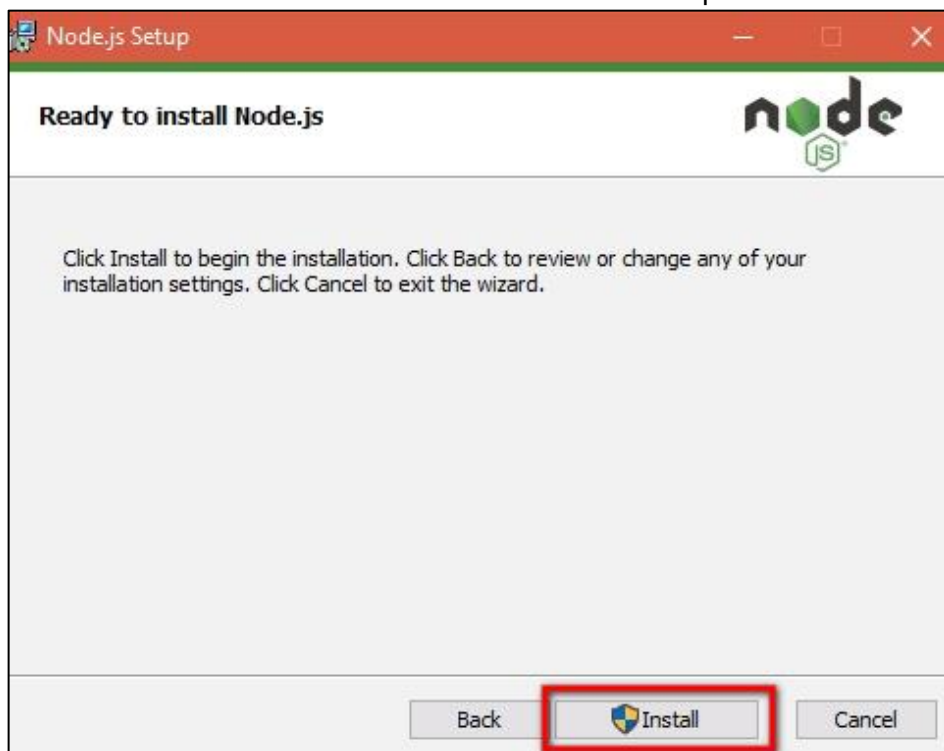 Node.js Setup
Ready to install Node.js
node
JS
Click Install to begin the installation. Click Back to review or change any of your
installation settings. Click Cancel to exit the wizard.
Back Install Cancel